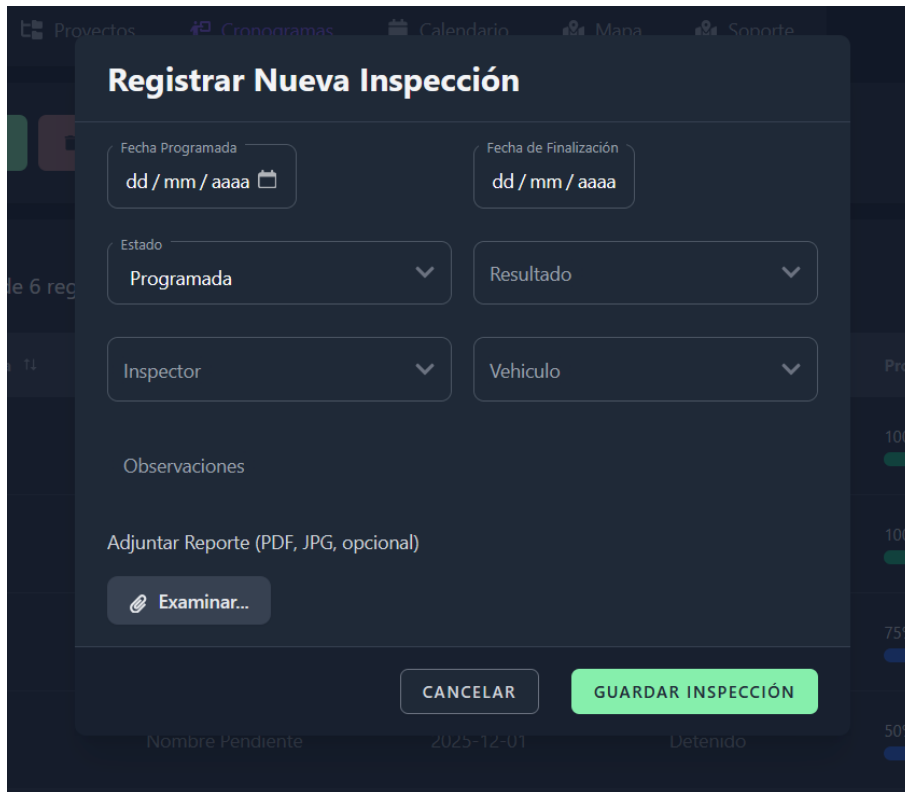 Proyectos Cronogramas Calendario Mapa Soporte
Registrar Nueva Inspección
Fecha Programada Fecha de Finalización
dd / mm / aaaa dd / mm / aaaa
Estado
Programada Resultado
de 6 reg
Inspector Vehiculo
100
Observaciones
100
Adjuntar Reporte (PDF, JPG, opcional)
Examinar...
75%
CANCELAR GUARDAR INSPECCIÓN
50%
Nombre Pendiente 2025-12-01 Detenido